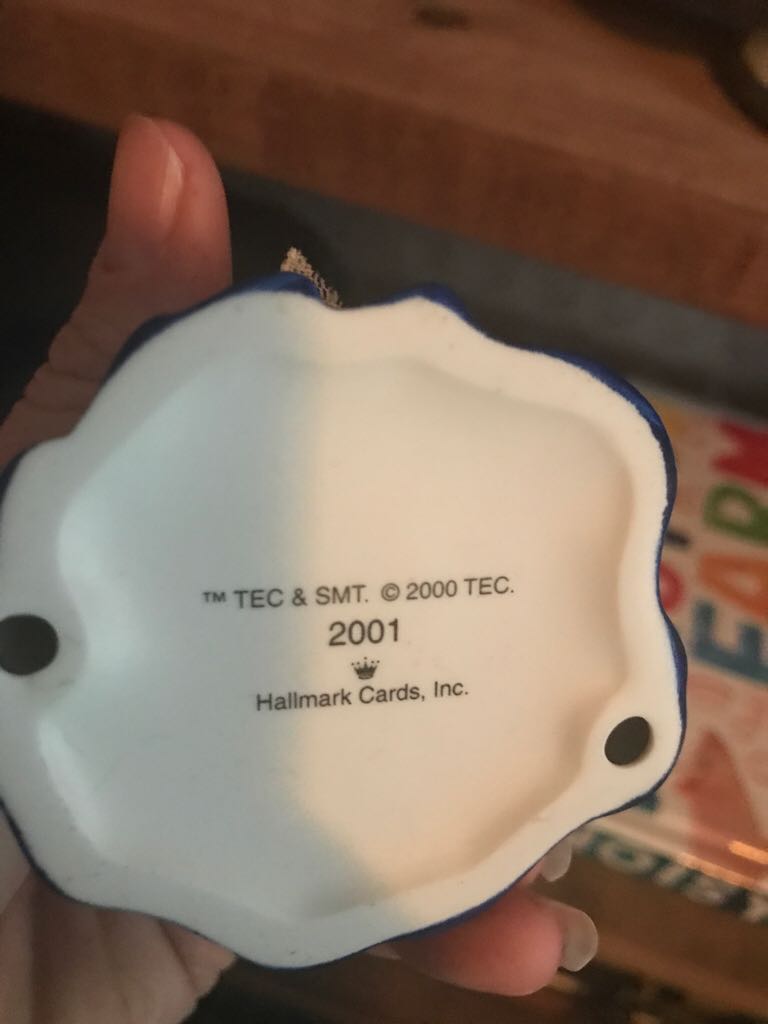 ™ TEC & SMT. © 2000 TEC.
2001
Hallmark Cards, Inc.